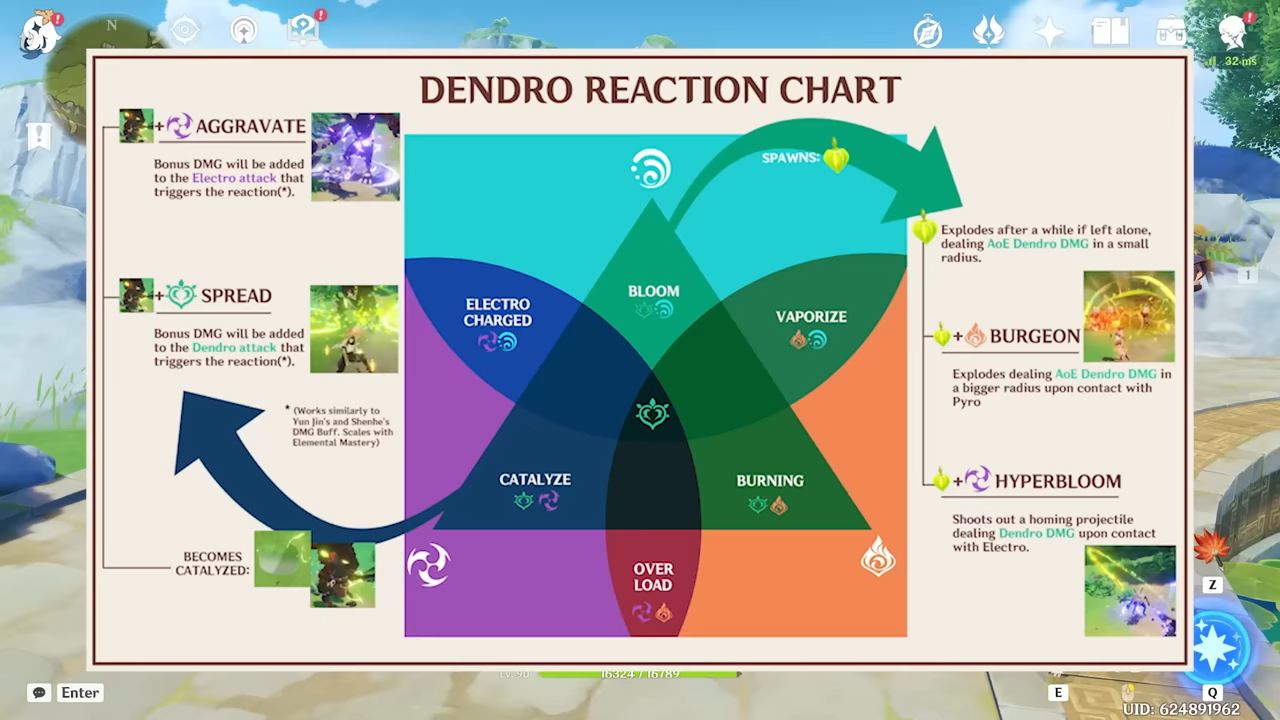 N
32 ms
DENDRO REACTION CHART
+ AGGRAVATE
Bonus DMG will be added
to the Electro attack that
triggers the reaction(*).
+ SPREAD
Bonus DMG will be added
to the Dendro attack that
triggers the reaction(*).
* (Works similarly to
Yun Jin's and Shenhe's
DMG Buff. Scales with
Elemental Mastery)
BECOMES
CATALYZED:
SPAWNS:
BLOOM
ELECTRO
CHARGED
VAPORIZE
CATALYZE
BURNING
OVER
LOAD
Explodes after a while if left alone,
dealing AoE Dendro DMG in a small
radius.
+ BURGEON
Explodes dealing AoE Dendro DMG in
a bigger radius upon contact with
Pyro
+ HYPERBLOOM
Shoots out a homing projectile
dealing Dendro DMG upon contact
with Electro.
1
Z
Lv. 90
16324 / 16789
Enter
E
Q
UID: 624891962